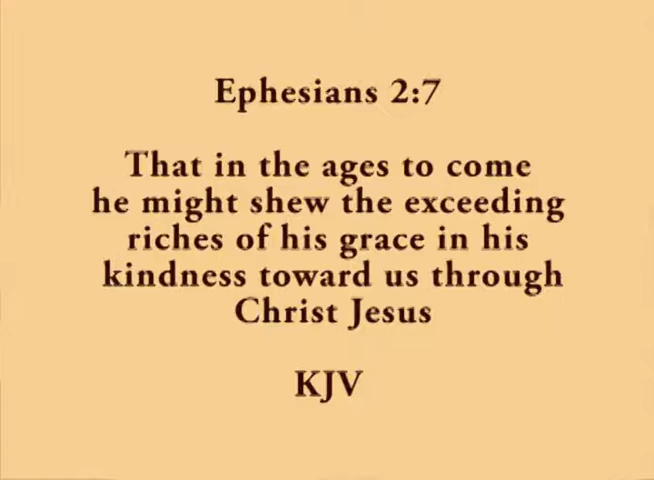 Ephesians 2:7
That in the ages to come
he might shew the exceeding
riches of his grace in his
kindness toward us through
Christ Jesus
KJV